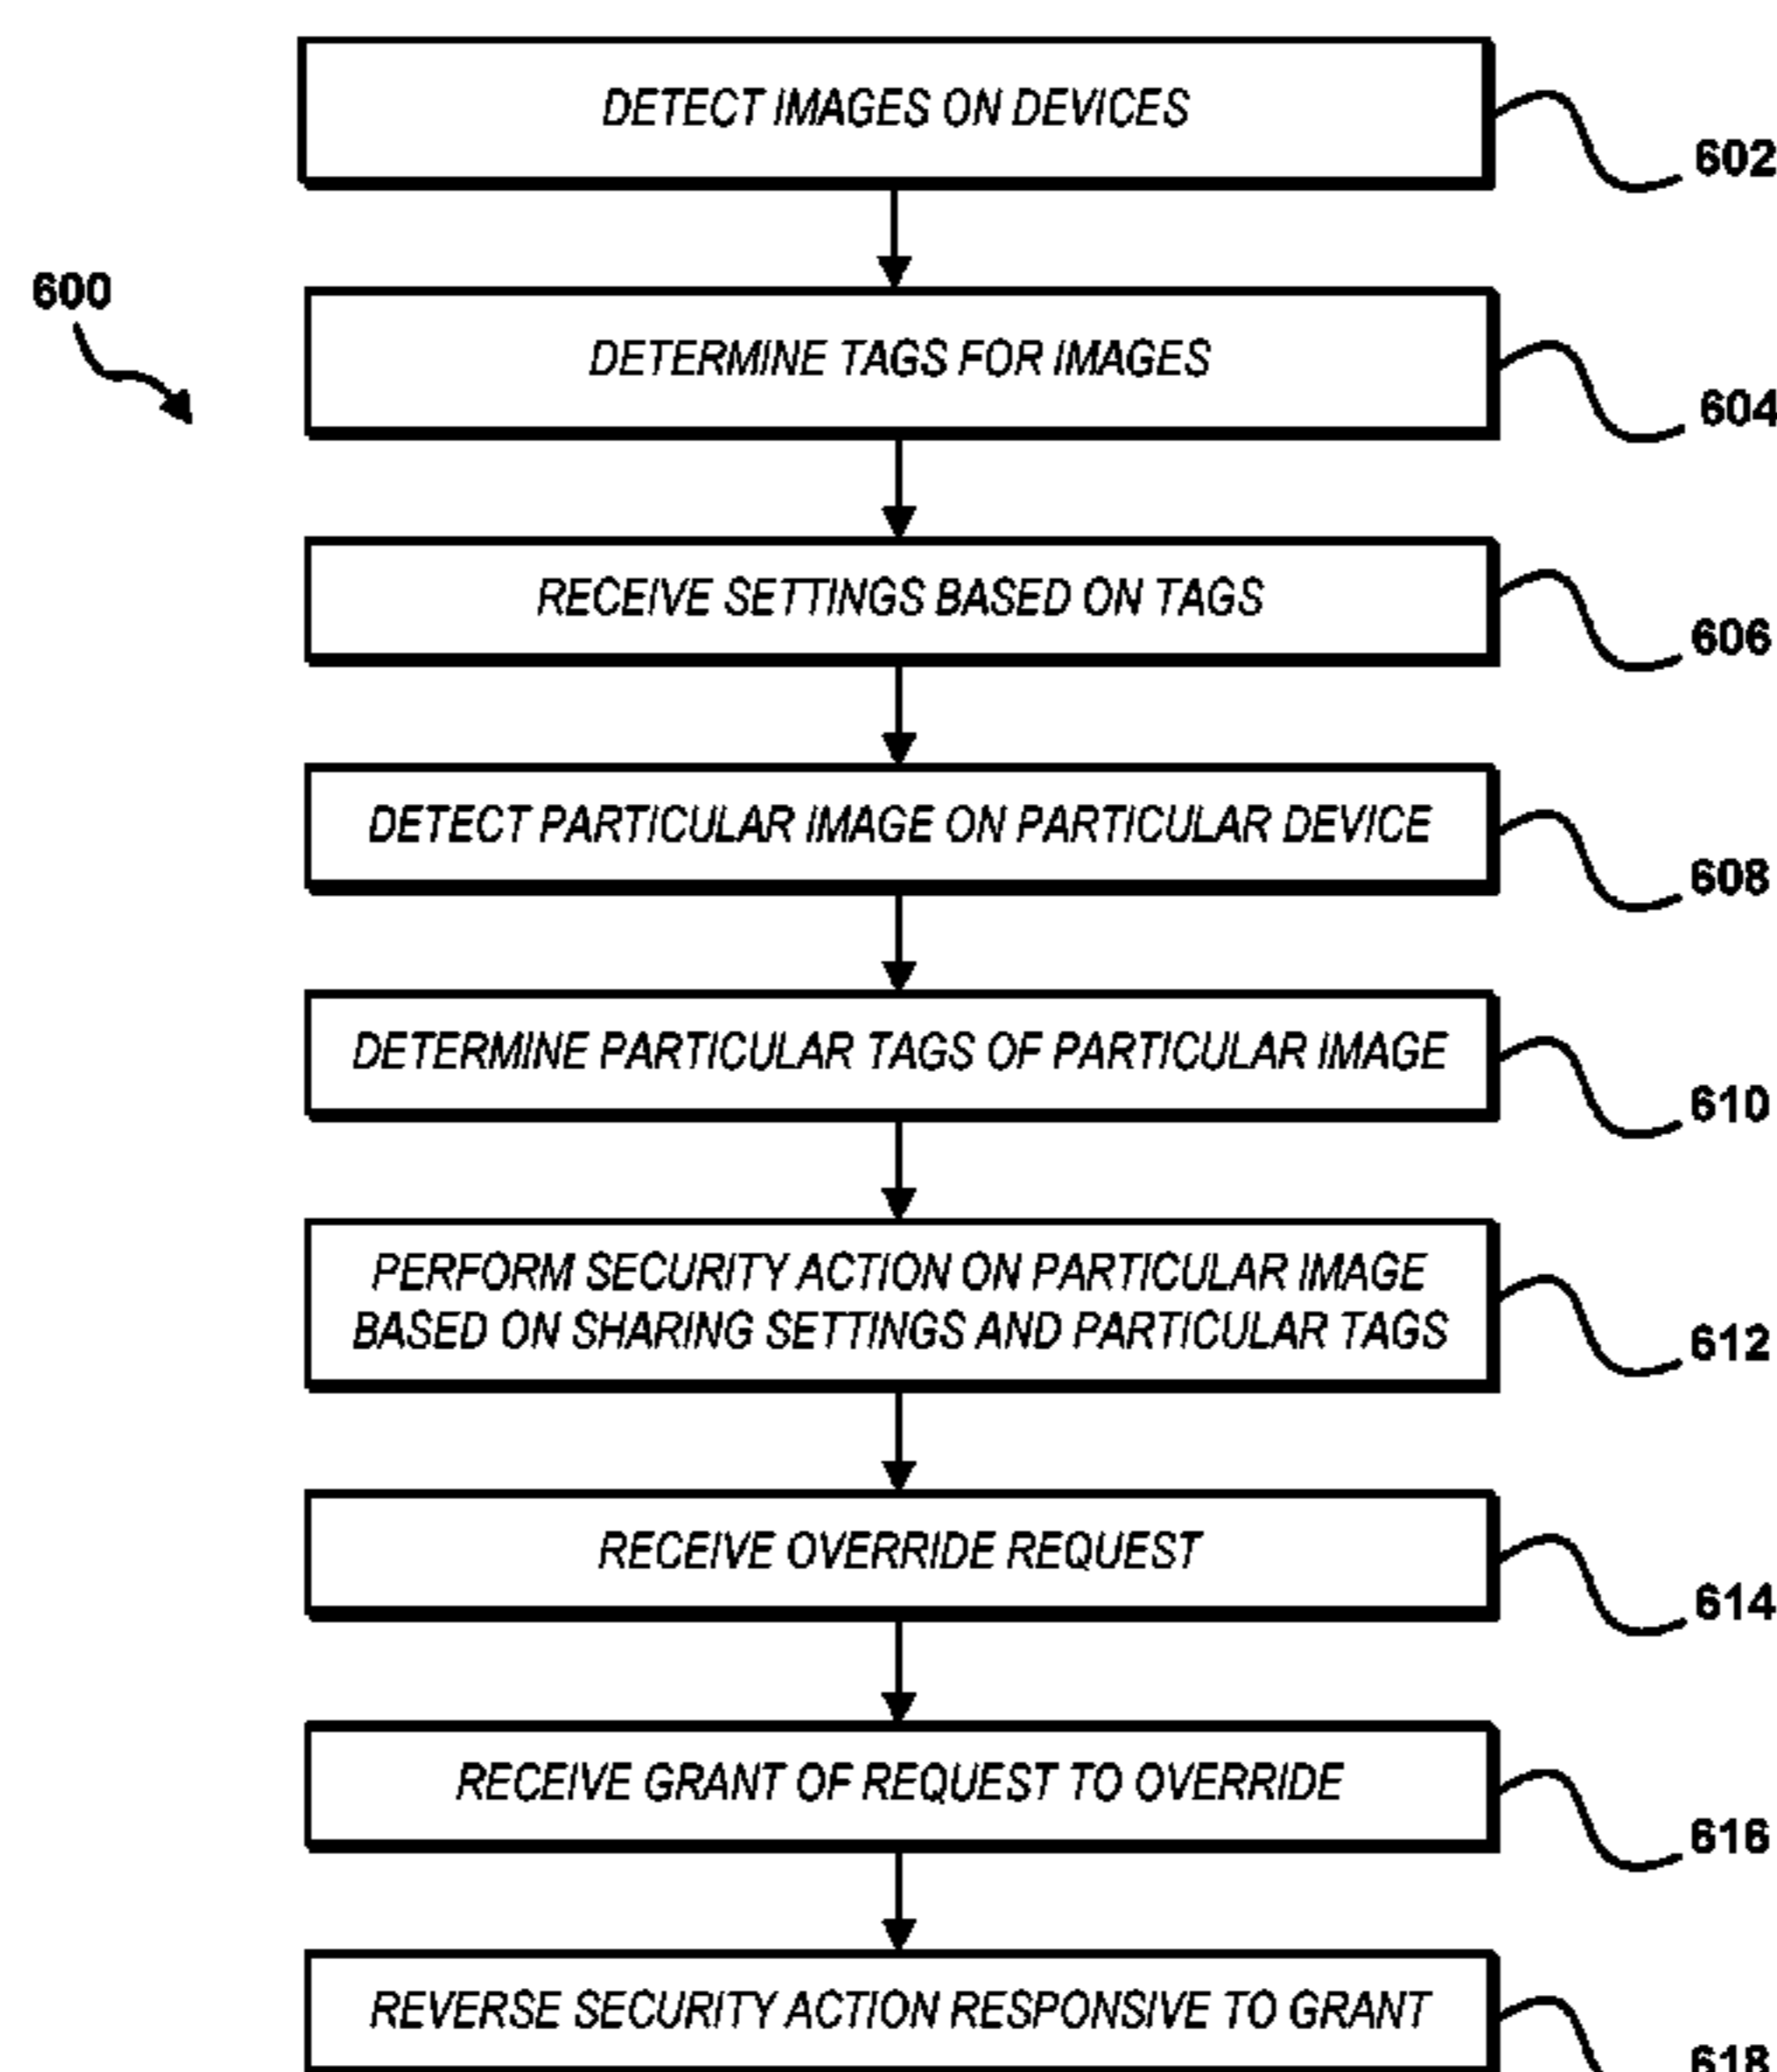 DETECT IMAGES ON DEVICES
602
600
DETERMINE TAGS FOR IMAGES
604
RECEIVE SETTINGS BASED ON TAGS
606
DETECT PARTICULAR IMAGE ON PARTICULAR DEVICE
608
DETERMINE PARTICULAR TAGS OF PARTICULAR IMAGE
610
PERFORM SECURITY ACTION ON PARTICULAR IMAGE
BASED ON SHARING SETTINGS AND PARTICULAR TAGS
612
RECEIVE OVERRIDE REQUEST
614
RECEIVE GRANT OF REQUEST TO OVERRIDE
616
REVERSE SECURITY ACTION RESPONSIVE TO GRANT
618